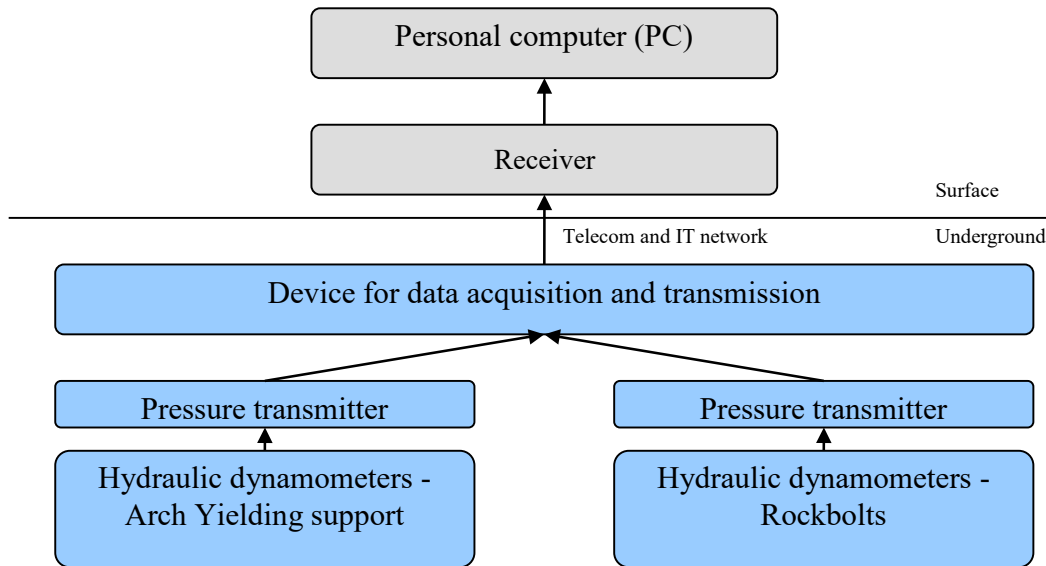 Personal computer (PC)
Receiver
Surface
Telecom and IT network
Underground
Device for data acquisition and transmission
Pressure transmitter
Pressure transmitter
Hydraulic dynamometers -
Arch Yielding support
Hydraulic dynamometers -
Rockbolts